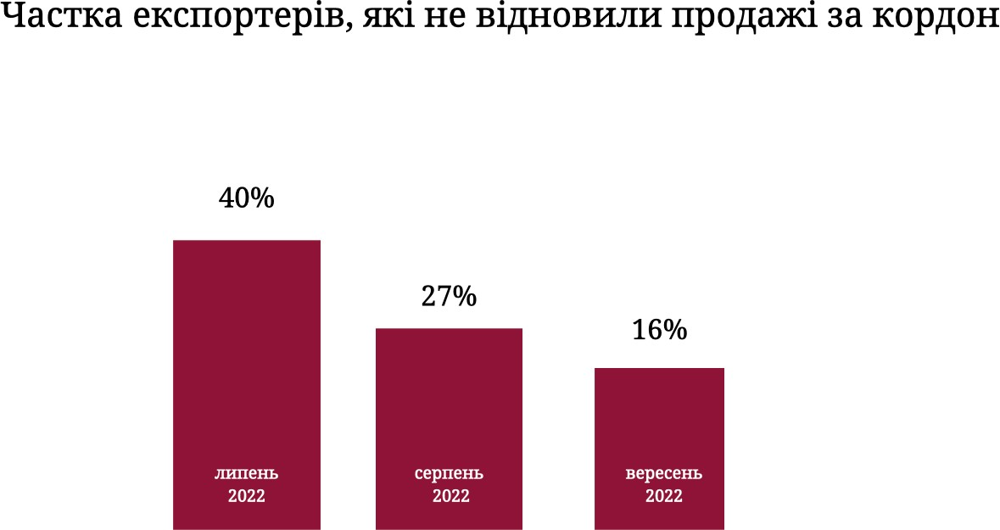 Частка експортерів, які не відновили продажі за кордон
40%
27%
16%
липень
2022
серпень
2022
вересень
2022